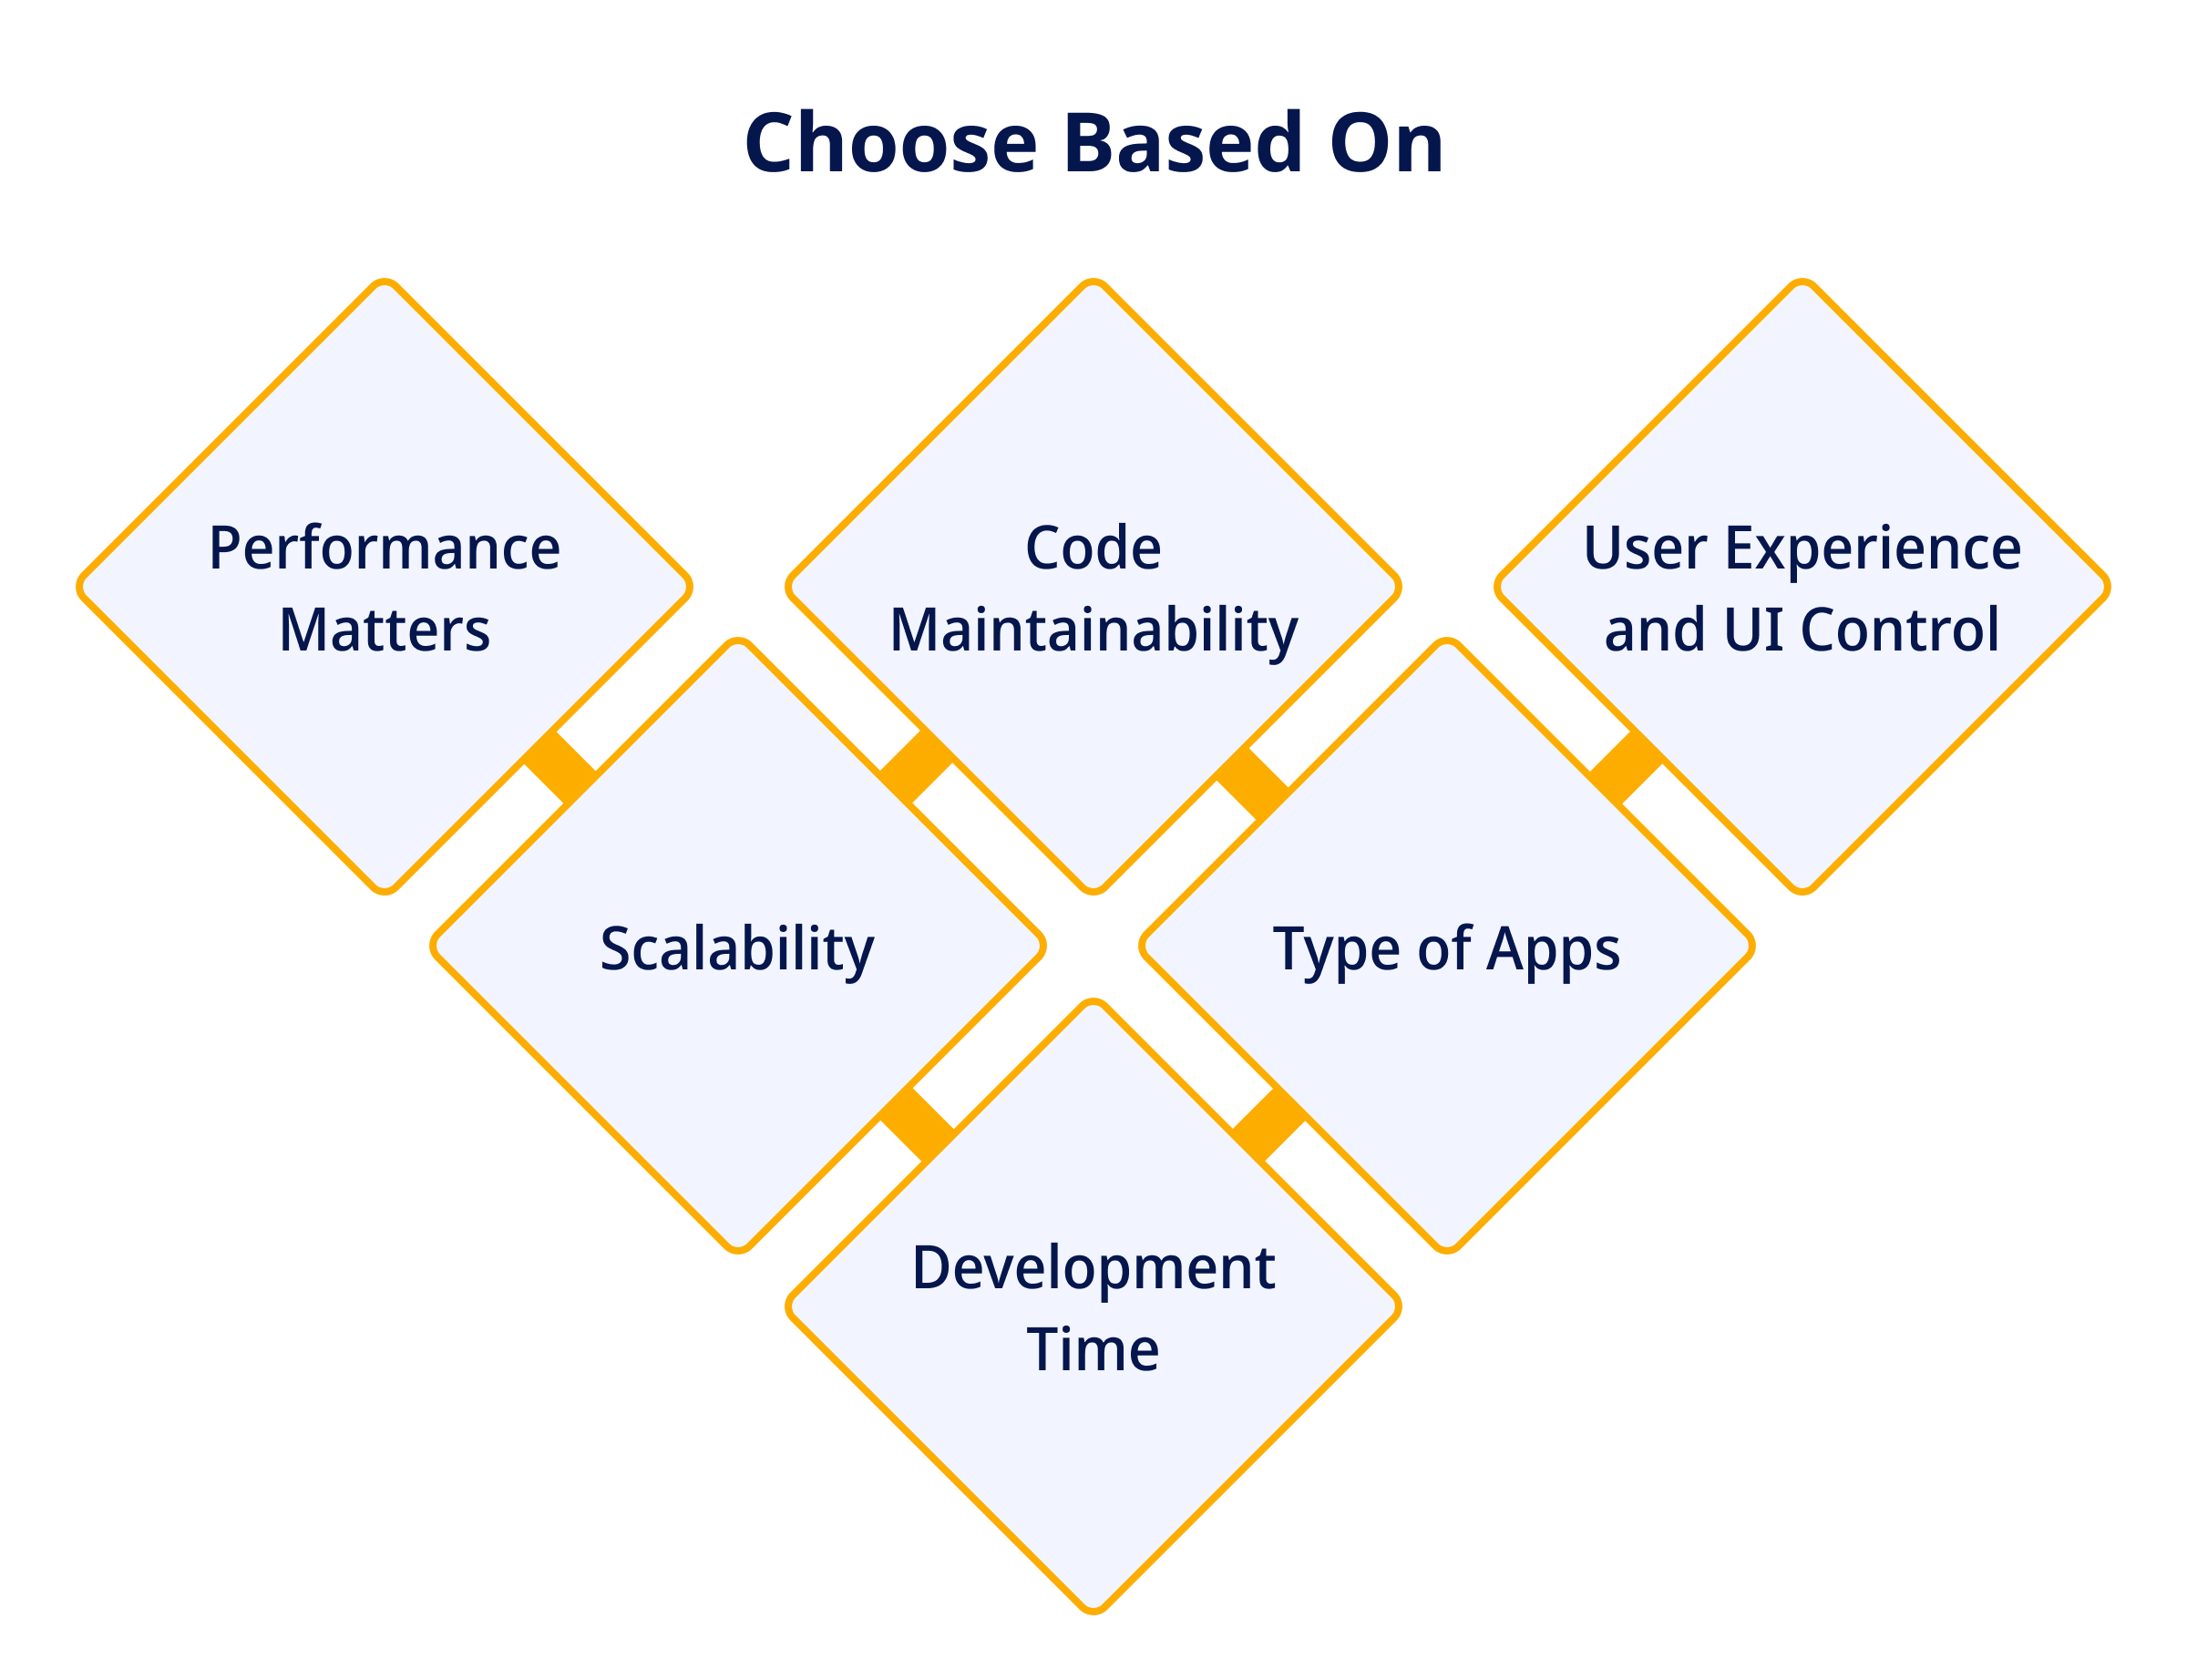 Choose Based On
Performance
Matters
Code
Maintainability
User Experience
and UI Control
Scalability
Type of Apps
Development
Time